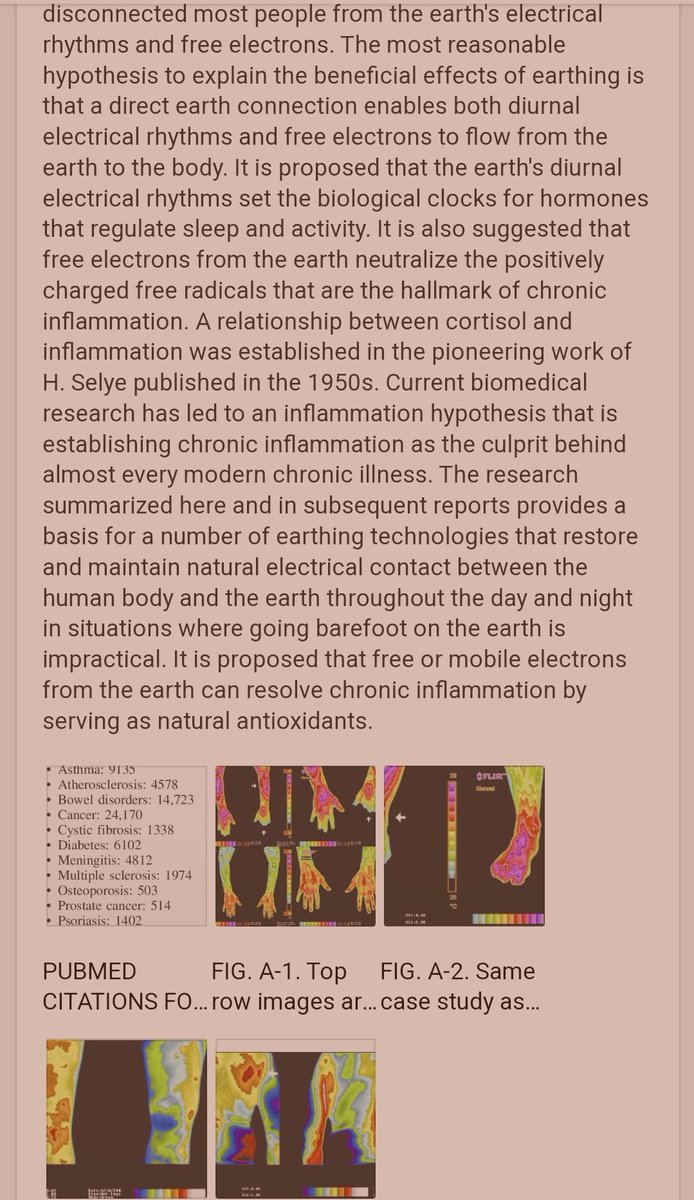 disconnected most people from the earth's electrical
rhythms and free electrons. The most reasonable
hypothesis to explain the beneficial effects of earthing is
that a direct earth connection enables both diurnal
electrical rhythms and free electrons to flow from the
earth to the body. It is proposed that the earth's diurnal
electrical rhythms set the biological clocks for hormones
that regulate sleep and activity. It is also suggested that
free electrons from the earth neutralize the positively
charged free radicals that are the hallmark of chronic
inflammation. A relationship between cortisol and
inflammation was established in the pioneering work of
H. Selye published in the 1950s. Current biomedical
research has led to an inflammation hypothesis that is
establishing chronic inflammation as the culprit behind
almost every modern chronic illness. The research
summarized here and in subsequent reports provides a
basis for a number of earthing technologies that restore
and maintain natural electrical contact between the
human body and the earth throughout the day and night
in situations where going barefoot on the earth is
impractical. It is proposed that free or mobile electrons
from the earth can resolve chronic inflammation by
serving as natural antioxidants.
• Asthma: 9135
• Atherosclerosis: 4578
• Bowel disorders: 14,723
• Cancer: 24,170
• Cystic fibrosis: 1338
• Diabetes: 6102
• Meningitis: 4812
• Multiple sclerosis: 1974
• Osteoporosis: 503
• Prostate cancer: 514
• Psoriasis: 1402
FLIR
°C
PUBMED
CITATIONS FO...
FIG. A-1. Top
row images ar...
FIG. A-2. Same
case study as...